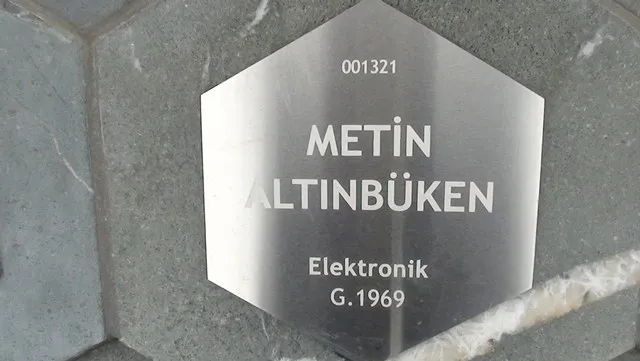 001321
METİN
ALTINBÜKEN
Elektronik
G.1969